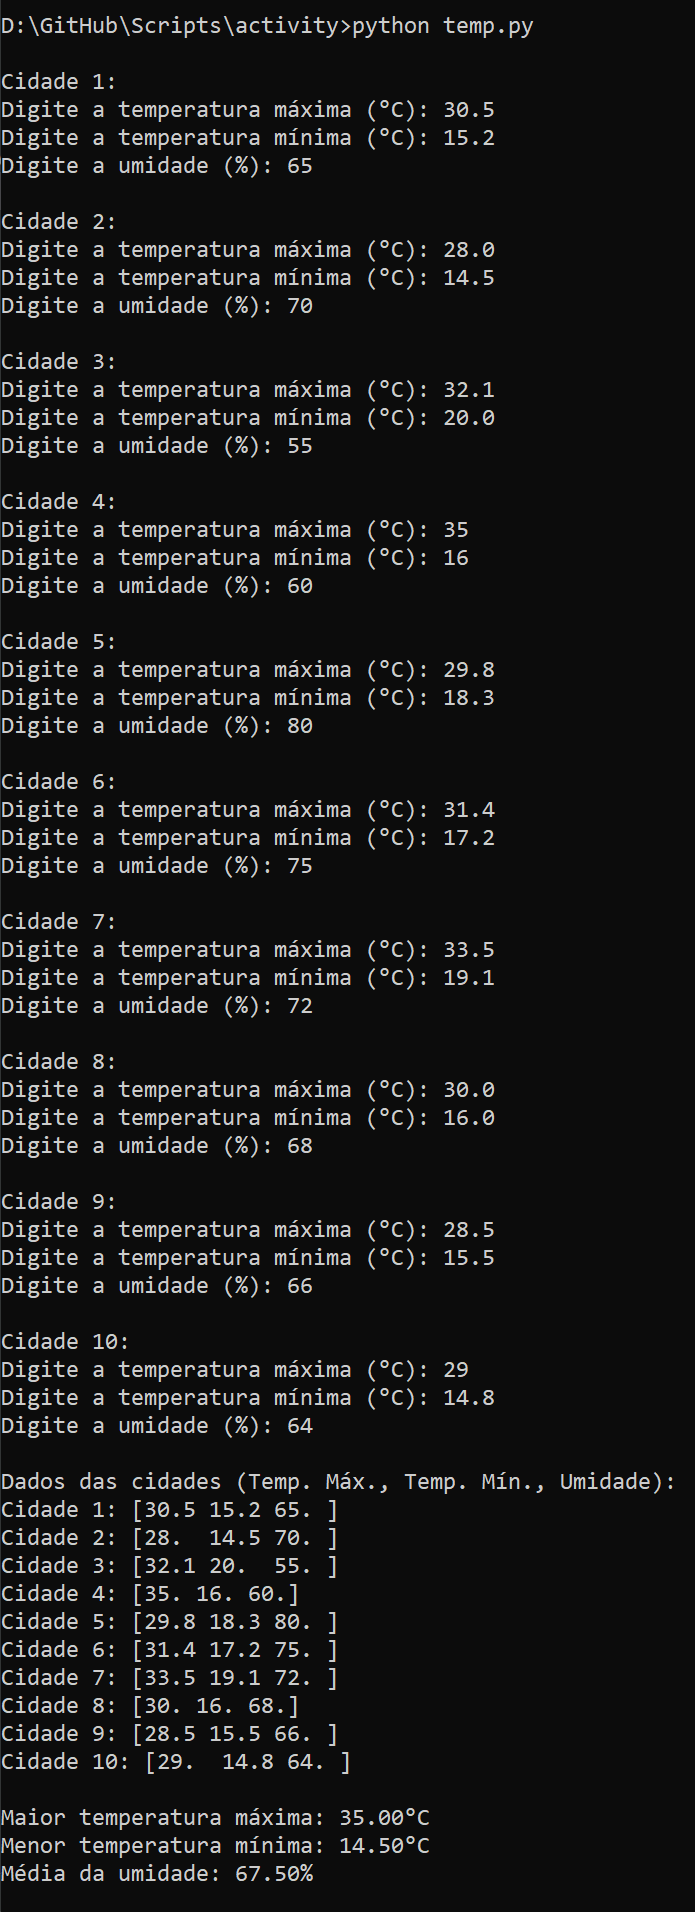 D:\GitHub\Scripts\activity>python temp.py
Cidade 1:
Digite a temperatura máxima (°C): 30.5
Digite a temperatura mínima (°C): 15.2
Digite a umidade (%): 65
Cidade 2:
Digite a temperatura máxima (°C): 28.0
Digite a temperatura mínima (°C): 14.5
Digite a umidade (%): 70
Cidade 3:
Digite a temperatura máxima (°C): 32.1
Digite a temperatura mínima (°C): 20.0
Digite a umidade (%): 55
Cidade 4:
Digite a temperatura máxima (°C): 35
Digite a temperatura mínima (°C): 16
Digite a umidade (%): 60
Cidade 5:
Digite a temperatura máxima (°C): 29.8
Digite a temperatura mínima (°C): 18.3
Digite a umidade (%): 80
Cidade 6:
Digite a temperatura máxima (°C): 31.4
Digite a temperatura mínima (°C): 17.2
Digite a umidade (%): 75
Cidade 7:
Digite a temperatura máxima (°C): 33.5
Digite a temperatura mínima (°C): 19.1
Digite a umidade (%): 72
Cidade 8:
Digite a temperatura máxima (°C): 30.0
Digite a temperatura mínima (°C): 16.0
Digite a umidade (%): 68
Cidade 9:
Digite a temperatura máxima (°C): 28.5
Digite a temperatura mínima (°C): 15.5
Digite a umidade (%): 66
Cidade 10:
Digite a temperatura máxima (°C): 29
Digite a temperatura mínima (°C): 14.8
Digite a umidade (%): 64
Dados das cidades (Temp. Máx., Temp. Mín., Umidade):
Cidade 1: [30.5 15.2 65. ]
Cidade 2: [28.  14.5 70. ]
Cidade 3: [32.1 20.  55. ]
Cidade 4: [35. 16. 60.]
Cidade 5: [29.8 18.3 80. ]
Cidade 6: [31.4 17.2 75. ]
Cidade 7: [33.5 19.1 72. ]
Cidade 8: [30. 16. 68.]
Cidade 9: [28.5 15.5 66. ]
Cidade 10: [29.  14.8 64. ]
Maior temperatura máxima: 35.00°C
Menor temperatura mínima: 14.50°C
Média da umidade: 67.50%